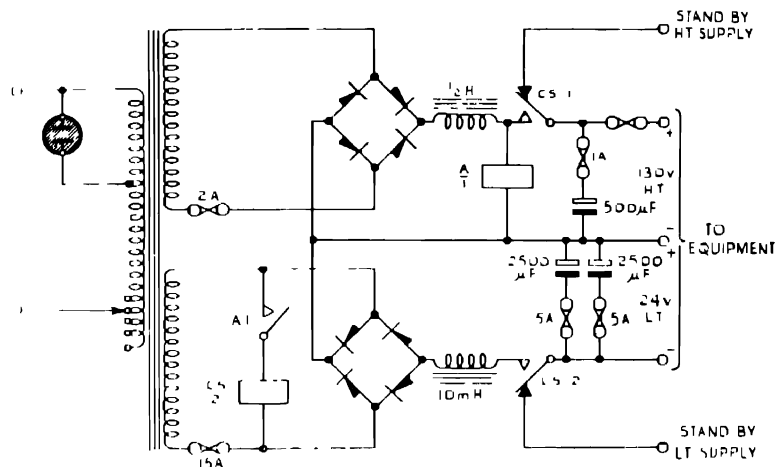 STAND BY
HT SUPPLY
CS 1
2A
A
1
1A
+
130V
HT
500µF
-
+
TO
EQUIPMENT
2500
µF
2500
µF
A1
5A
5A
24V
LT
-
2
10mH
15A
STAND BY
LT SUPPLY